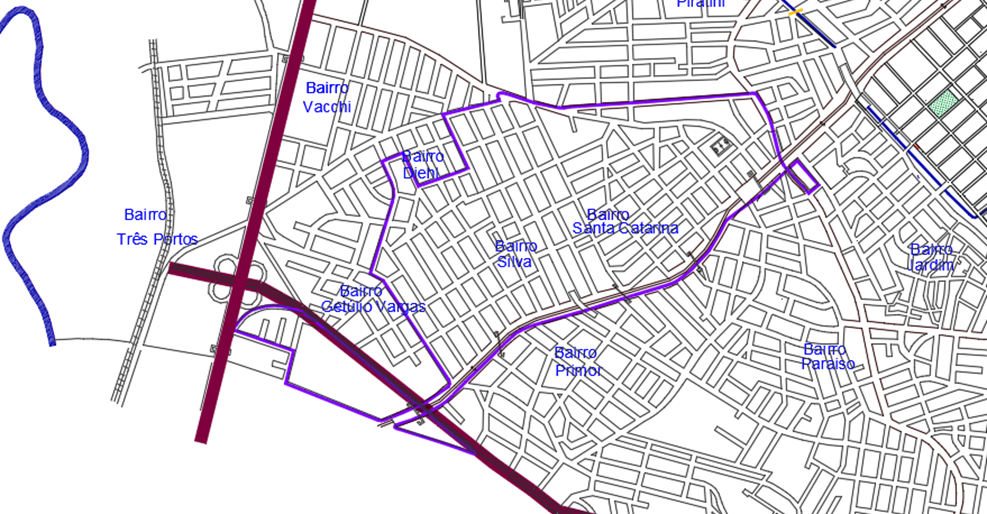 Piratini
Bairro
Vacchi
Bairro
Diehl
Bairro
Três Portos
Bairro
Santa Catarina
Bairro
Silva
Bairro
Jardim
Bairro
Getúlio Vargas
Bairro
Primor
Bairro
Paraiso